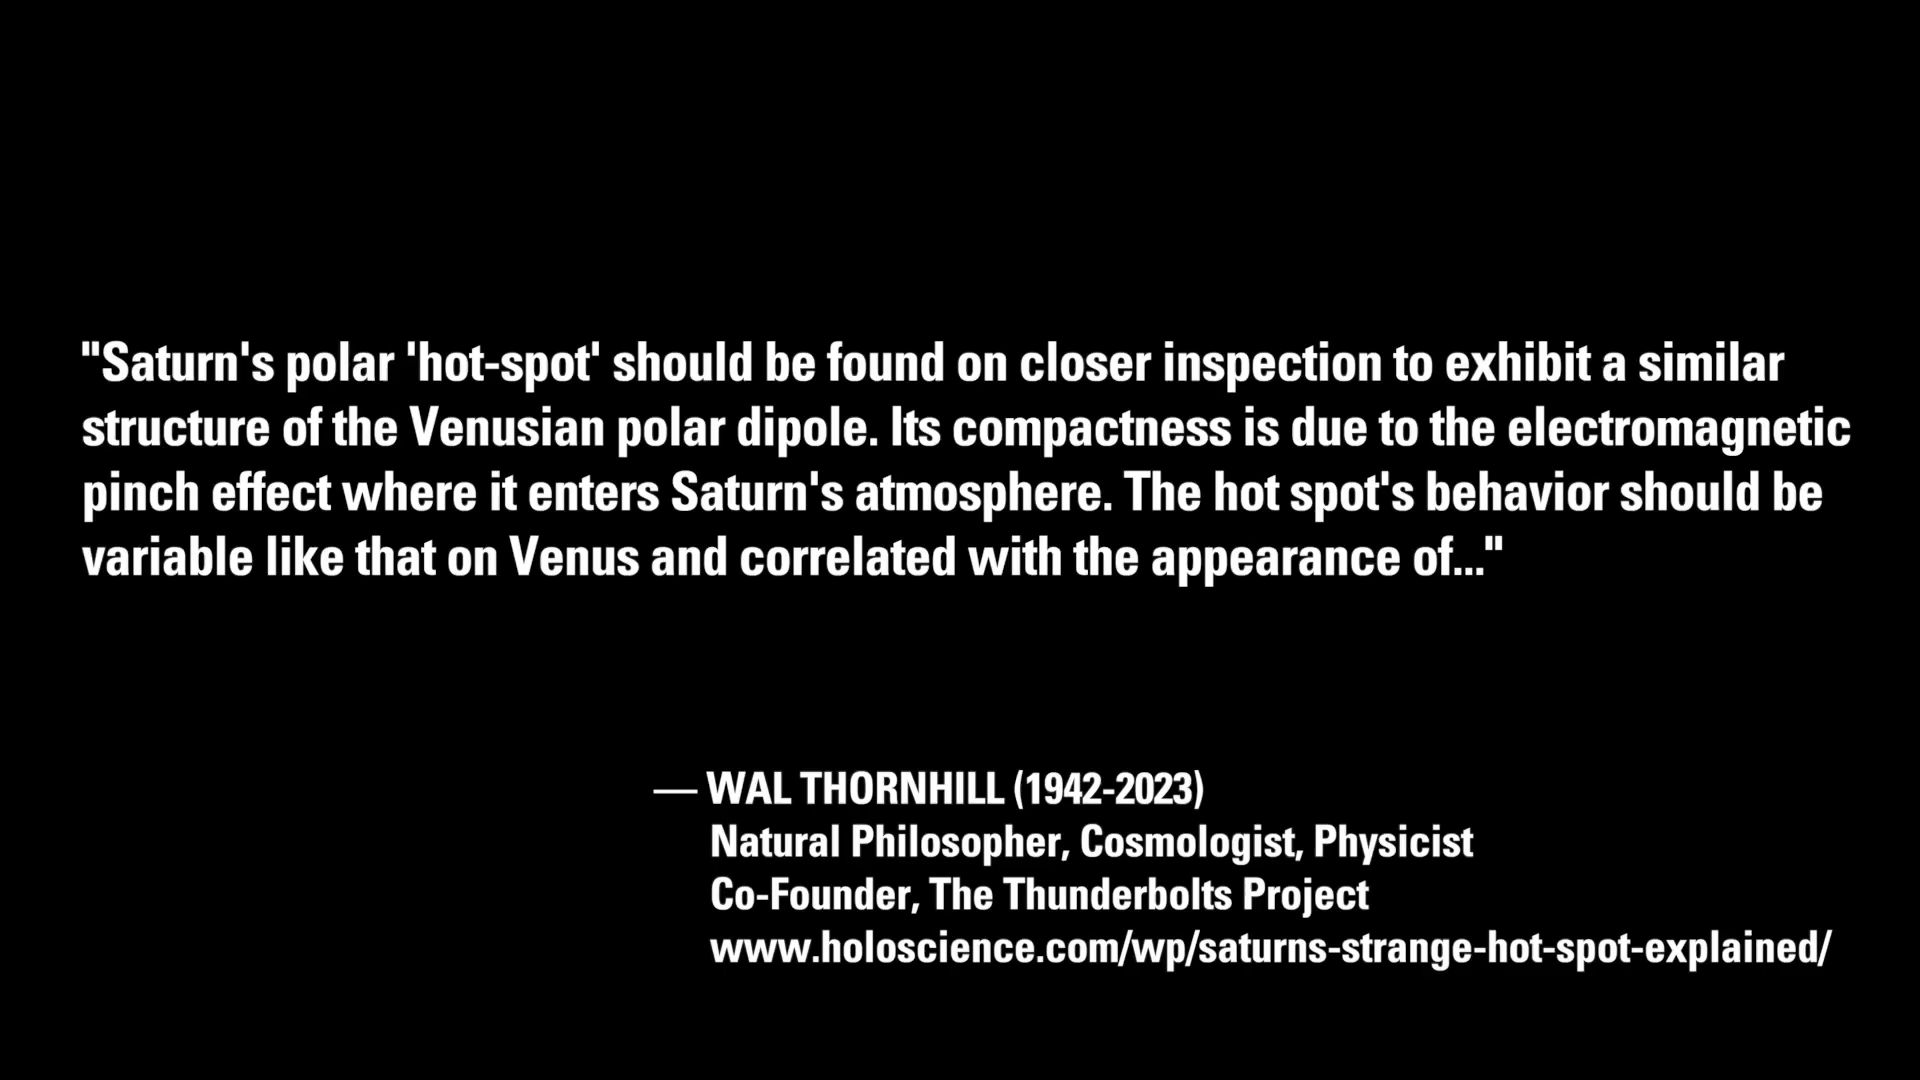 "Saturn's polar 'hot-spot' should be found on closer inspection to exhibit a similar
structure of the Venusian polar dipole. Its compactness is due to the electromagnetic
pinch effect where it enters Saturn's atmosphere. The hot spot's behavior should be
variable like that on Venus and correlated with the appearance of..."
— WAL THORNHILL (1942-2023)
Natural Philosopher, Cosmologist, Physicist
Co-Founder, The Thunderbolts Project
www.holoscience.com/wp/saturns-strange-hot-spot-explained/